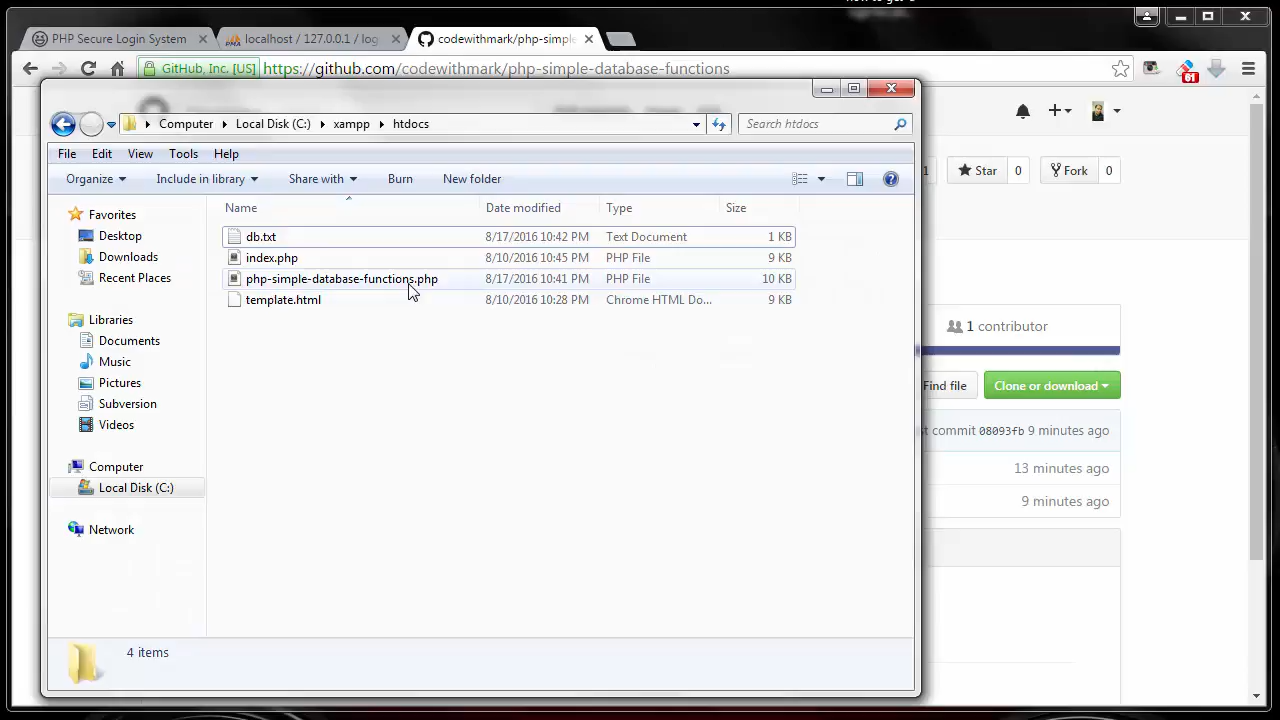 PHP Secure Login System
localhost / 127.0.0.1 / log
codewithmark/php-simple
GitHub, Inc. [US]
https://github.com/codewithmark/php-simple-database-functions
61
Computer
Local Disk (C:)
xampp
htdocs
Search htdocs
File
Edit
View
Tools
Help
Organize
Include in library
Share with
Burn
New folder
1
Star
0
Fork
0
Favorites
Desktop
Downloads
Recent Places
Libraries
Documents
Music
Pictures
Subversion
Videos
Computer
Local Disk (C:)
Network
Name
Date modified
Type
Size
db.txt
8/17/2016 10:42 PM
Text Document
1 KB
index.php
8/10/2016 10:45 PM
PHP File
9 KB
php-simple-database-functions.php
8/17/2016 10:41 PM
PHP File
10 KB
template.html
8/10/2016 10:28 PM
Chrome HTML Do...
9 KB
1 contributor
Find file
Clone or download
commit 08093fb 9 minutes ago
13 minutes ago
9 minutes ago
4 items